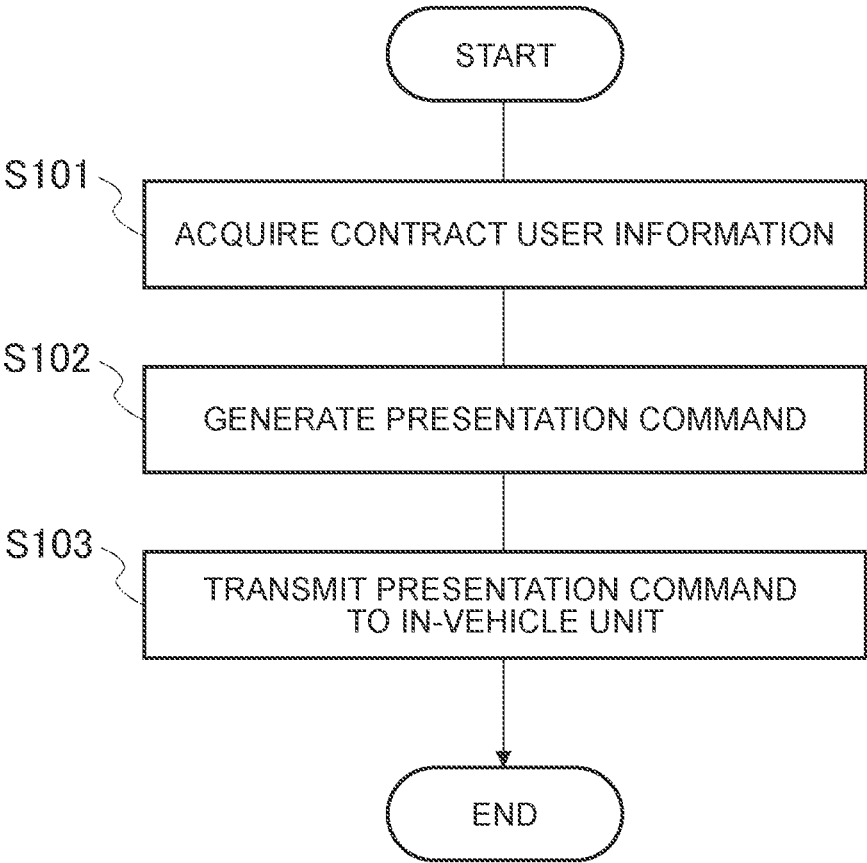 START
S101
ACQUIRE CONTRACT USER INFORMATION
S102
GENERATE PRESENTATION COMMAND
S103
TRANSMIT PRESENTATION COMMAND
TO IN-VEHICLE UNIT
END